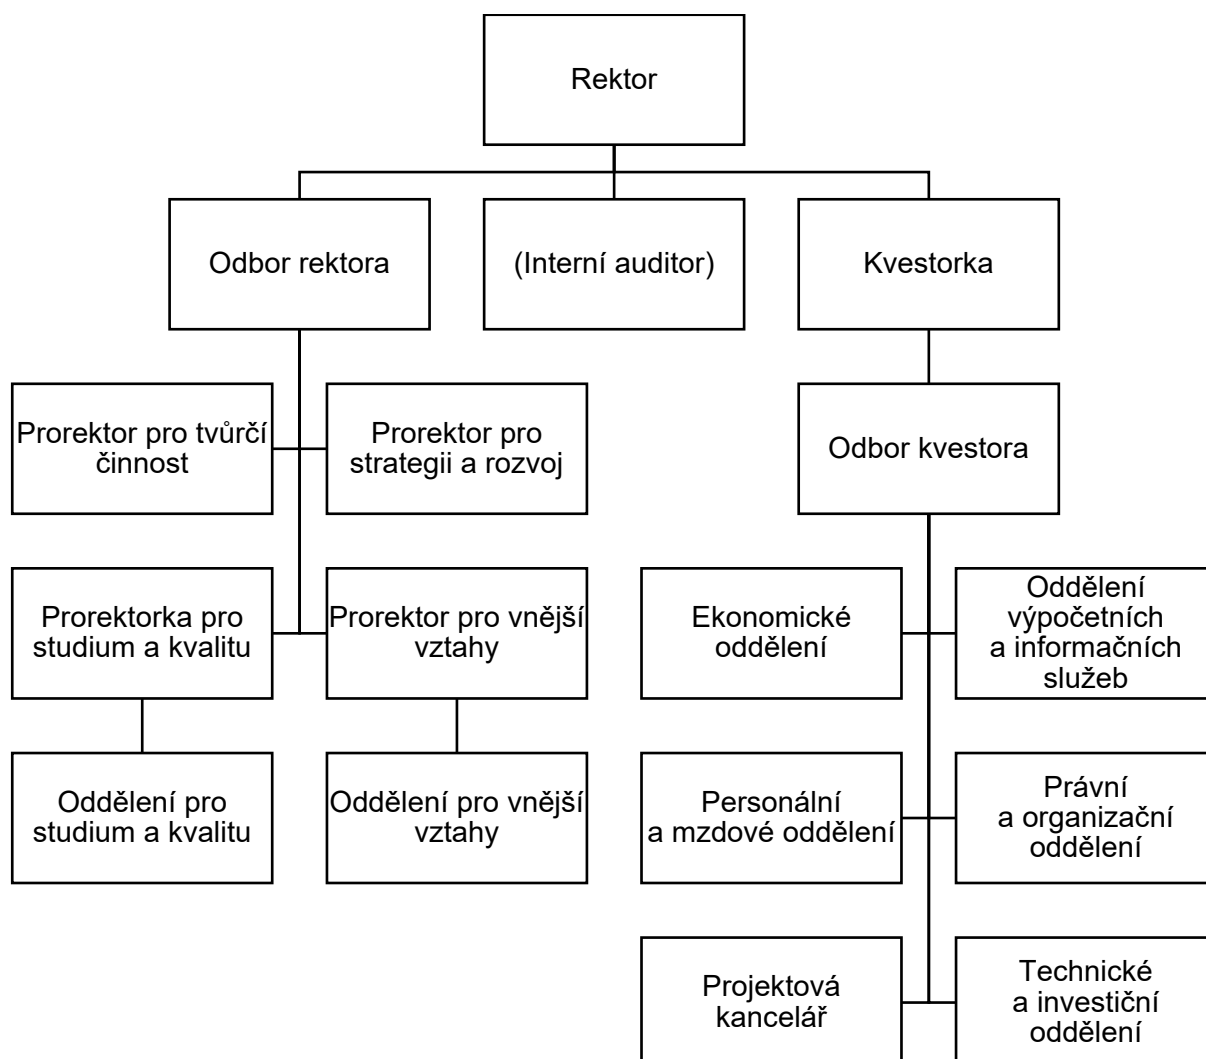 Rektor
Odbor rektora
(Interní auditor)
Kvestorka
Prorektor pro tvůrčí
činnost
Prorektor pro
strategii a rozvoj
Odbor kvestora
Prorektorka pro
studium a kvalitu
Prorektor pro vnější
vztahy
Ekonomické
oddělení
Oddělení
výpočetních
a informačních
služeb
Oddělení pro
studium a kvalitu
Oddělení pro vnější
vztahy
Personální
a mzdové oddělení
Právní
a organizační
oddělení
Projektová
kancelář
Technické
a investiční
oddělení